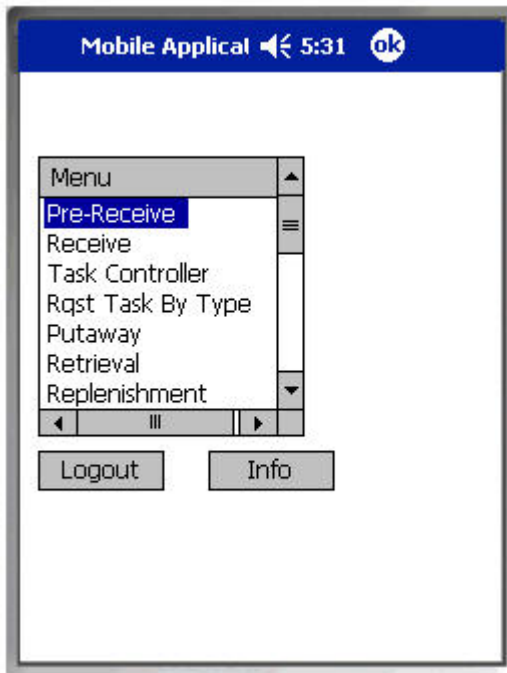 Mobile Applicat 5:31 ok
Menu
Pre-Receive
Receive
Task Controller
Rqst Task By Type
Putaway
Retrieval
Replenishment
Logout Info